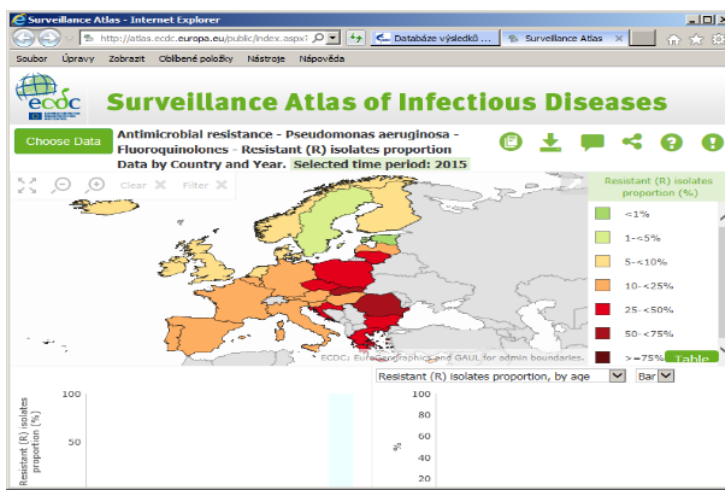 Surveillance Atlas - Internet Explorer
http://atlas.ecdc.europa.eu/public/index.aspx?
Databáze výsledků ...
Surveillance Atlas
Soubor Úpravy Zobrazit Oblíbené položky Nástroje Nápověda
ecdc
Surveillance Atlas of Infectious Diseases
Choose Data
Antimicrobial resistance - Pseudomonas aeruginosa -
Fluoroquinolones - Resistant (R) isolates proportion
Data by Country and Year. Selected time period: 2015
Clear Filter
Resistant (R) isolates
proportion (%)
<1%
1-<5%
5-<10%
10-<25%
25-<50%
50-<75%
>=75%
Table
ECDC; EuroGeographics and GAUL for admin boundaries.
Resistant (R) isolates proportion, by age
Bar
Resistant (R) isolates
proportion (%)
100
50
%
100
80
60
40
20